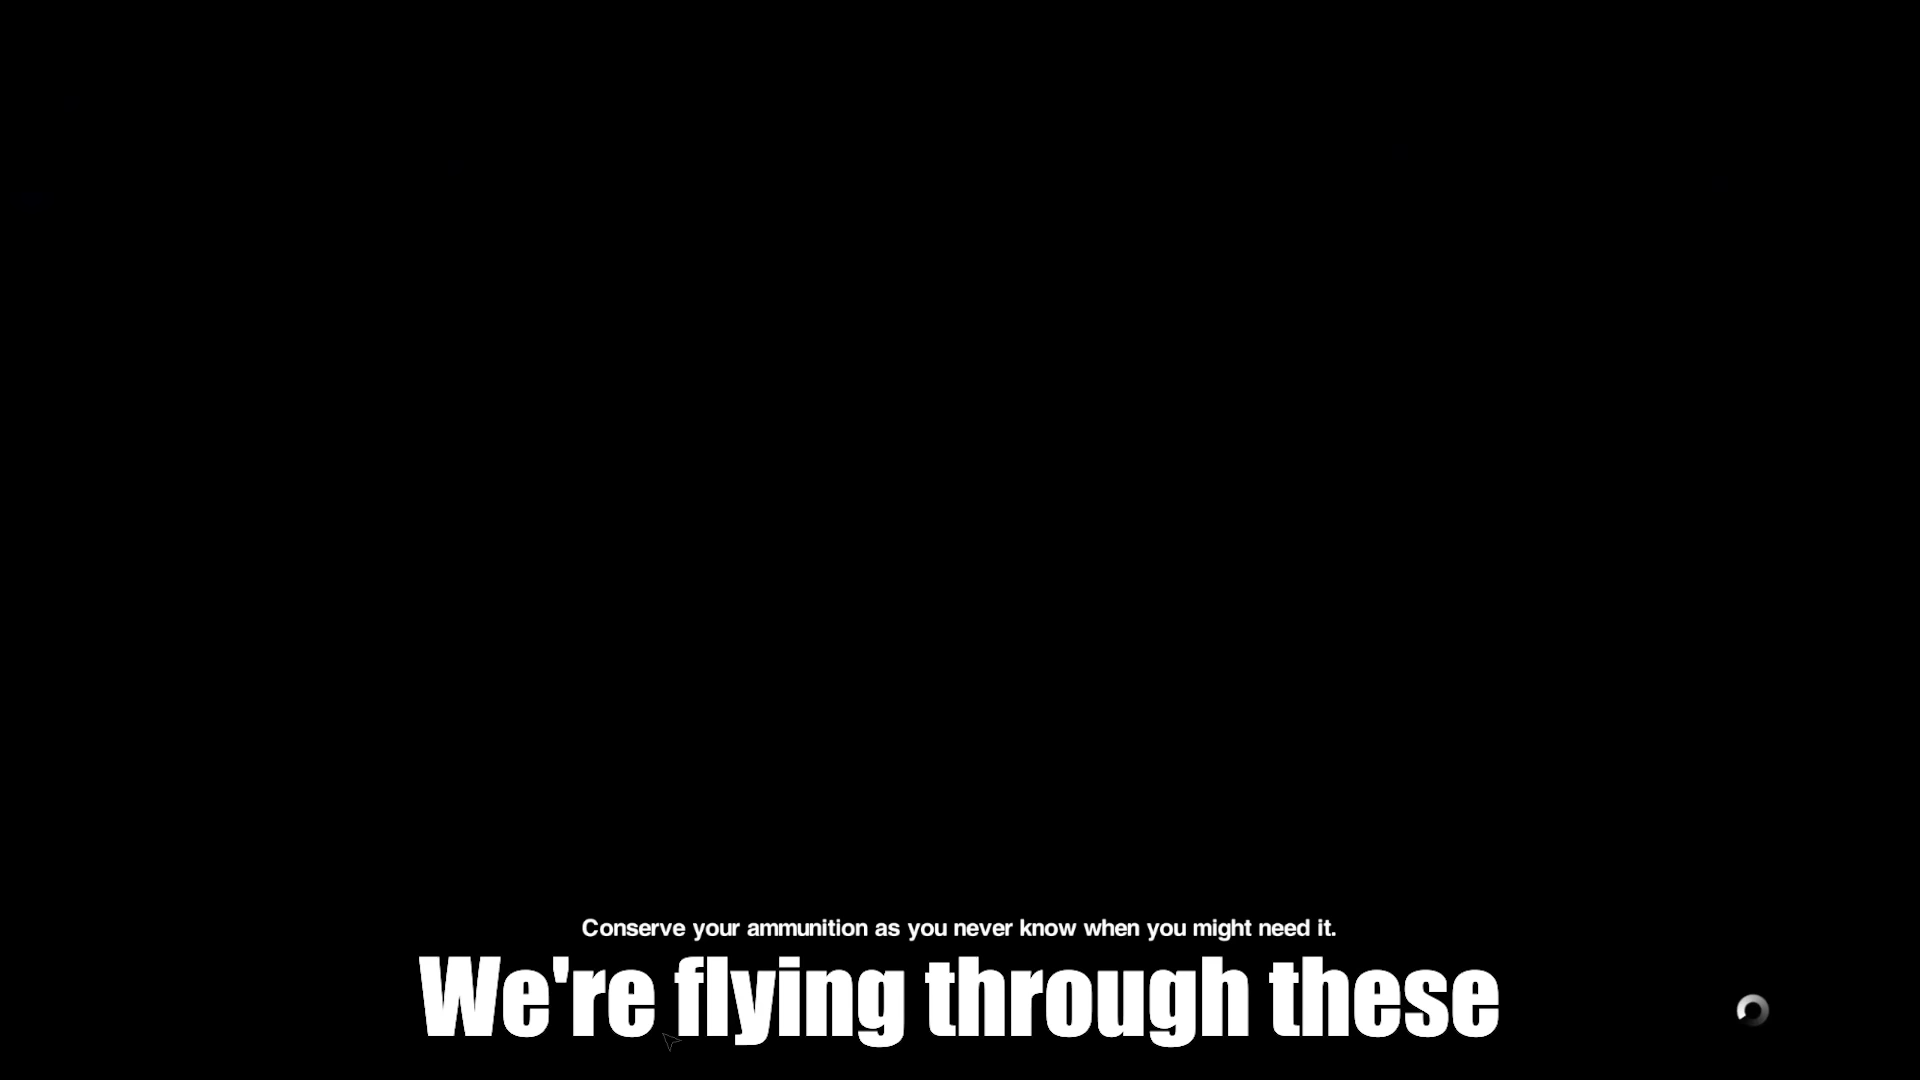 Conserve your ammunition as you never know when you might need it.
We're flying through these